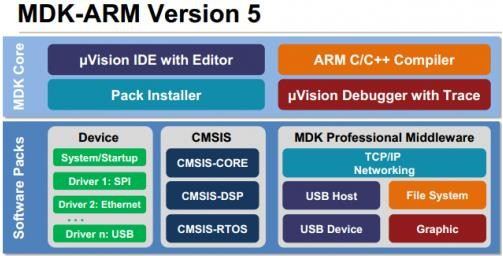 MDK-ARM Version 5
MDK Core
µVision IDE with Editor
ARM C/C++ Compiler
Pack Installer
µVision Debugger with Trace
Software Packs
Device
System/Startup
Driver 1: SPI
Driver 2: Ethernet
...
Driver n: USB
CMSIS
CMSIS-CORE
CMSIS-DSP
CMSIS-RTOS
MDK Professional Middleware
TCP/IP
Networking
USB Host
File System
USB Device
Graphic